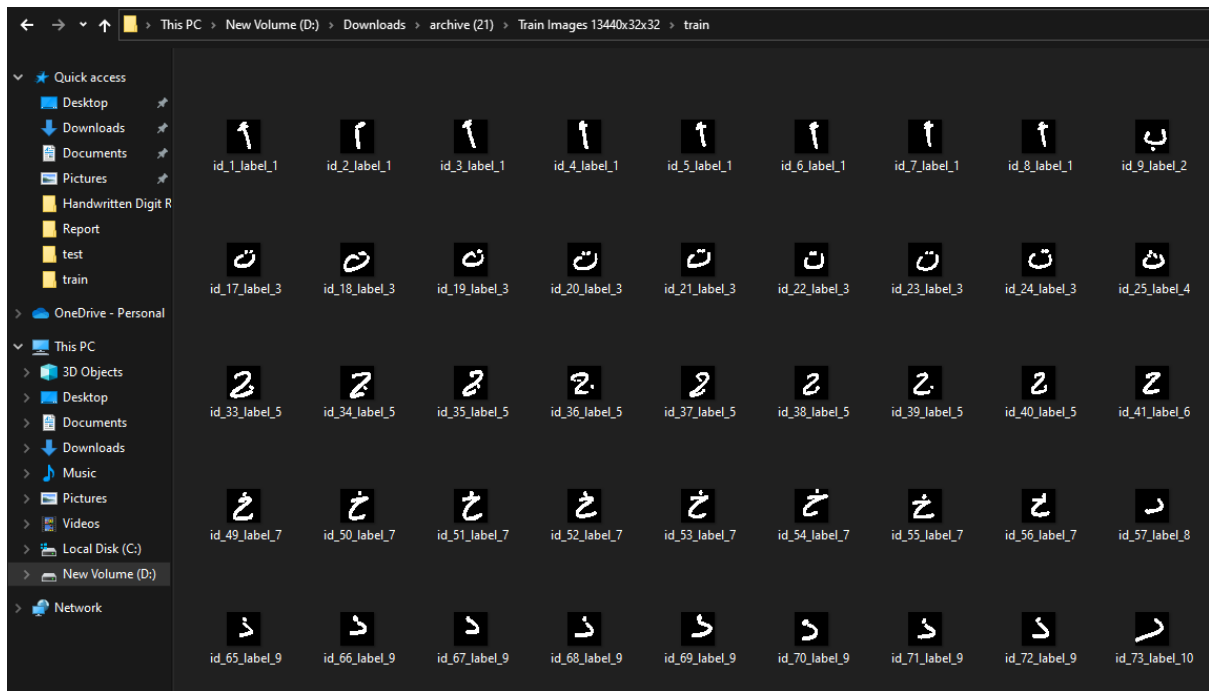 This PC › New Volume (D:) › Downloads › archive (21) › Train Images 13440x32x32 › train
Quick access
Desktop
Downloads
Documents
Pictures
Handwritten Digit R
Report
test
train
OneDrive - Personal
This PC
3D Objects
Desktop
Documents
Downloads
Music
Pictures
Videos
Local Disk (C:)
New Volume (D:)
Network
أ أ أ أ أ أ أ أ ب
id_1_label_1 id_2_label_1 id_3_label_1 id_4_label_1 id_5_label_1 id_6_label_1 id_7_label_1 id_8_label_1 id_9_label_2
ت ت ت ت ت ت ت ت ث
id_17_label_3 id_18_label_3 id_19_label_3 id_20_label_3 id_21_label_3 id_22_label_3 id_23_label_3 id_24_label_3 id_25_label_4
ج ج ج ج ج ج ج ج ح
id_33_label_5 id_34_label_5 id_35_label_5 id_36_label_5 id_37_label_5 id_38_label_5 id_39_label_5 id_40_label_5 id_41_label_6
خ خ خ خ خ خ خ خ د
id_49_label_7 id_50_label_7 id_51_label_7 id_52_label_7 id_53_label_7 id_54_label_7 id_55_label_7 id_56_label_7 id_57_label_8
ذ ذ ذ ذ ذ ذ ذ ذ ر
id_65_label_9 id_66_label_9 id_67_label_9 id_68_label_9 id_69_label_9 id_70_label_9 id_71_label_9 id_72_label_9 id_73_label_10